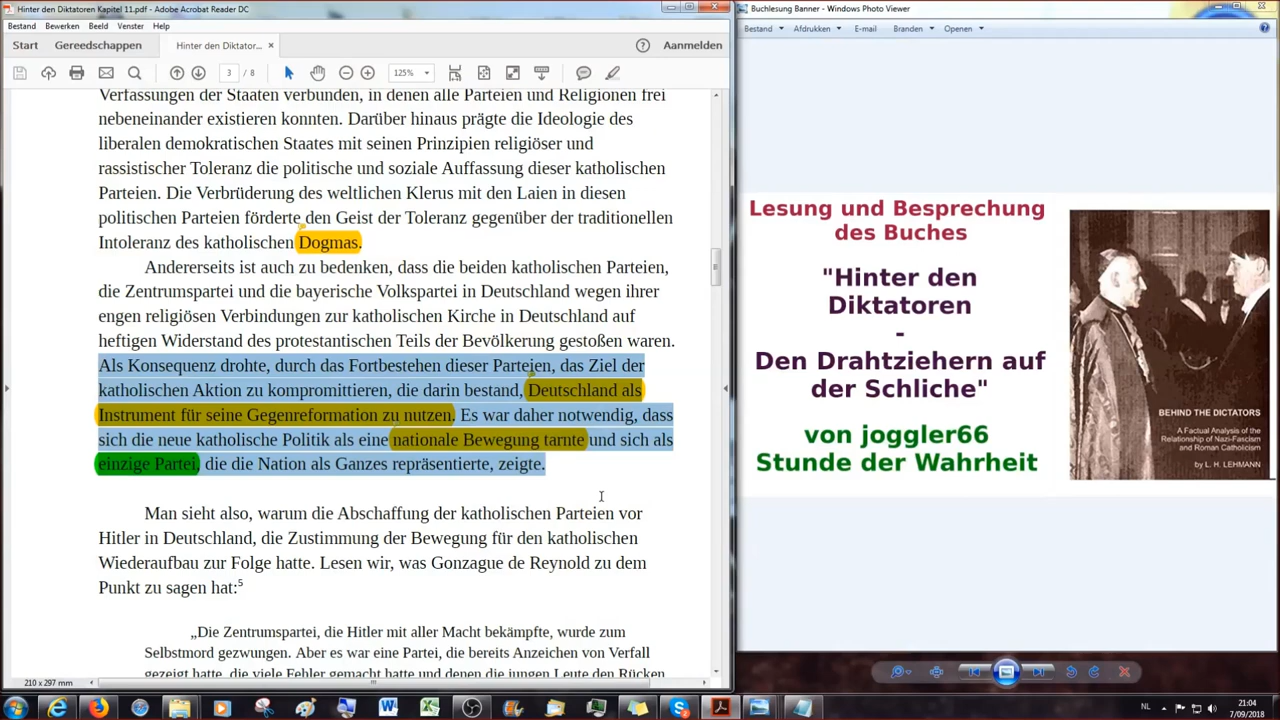 Hinter den Diktatoren Kapitel 11.pdf - Adobe Acrobat Reader DC
Bestand Bewerken Beeld Venster Help
Start Gereedschappen Hinter den Diktator... × Aanmelden
3 / 8 125%
Verfassungen der Staaten verbunden, in denen alle Parteien und Religionen frei
nebeneinander existieren konnten. Darüber hinaus prägte die Ideologie des
liberalen demokratischen Staates mit seinen Prinzipien religiöser und
rassistischer Toleranz die politische und soziale Auffassung dieser katholischen
Parteien. Die Verbrüderung des weltlichen Klerus mit den Laien in diesen
politischen Parteien förderte den Geist der Toleranz gegenüber der traditionellen
Intoleranz des katholischen Dogmas.
Andererseits ist auch zu bedenken, dass die beiden katholischen Parteien,
die Zentrumspartei und die bayerische Volkspartei in Deutschland wegen ihrer
engen religiösen Verbindungen zur katholischen Kirche in Deutschland auf
heftigen Widerstand des protestantischen Teils der Bevölkerung gestoßen waren.
Als Konsequenz drohte, durch das Fortbestehen dieser Parteien, das Ziel der
katholischen Aktion zu kompromittieren, die darin bestand, Deutschland als
Instrument für seine Gegenreformation zu nutzen. Es war daher notwendig, dass
sich die neue katholische Politik als eine nationale Bewegung tarnte und sich als
einzige Partei, die die Nation als Ganzes repräsentierte, zeigte.
Man sieht also, warum die Abschaffung der katholischen Parteien vor
Hitler in Deutschland, die Zustimmung der Bewegung für den katholischen
Wiederaufbau zur Folge hatte. Lesen wir, was Gonzague de Reynold zu dem
Punkt zu sagen hat:5
„Die Zentrumspartei, die Hitler mit aller Macht bekämpfte, wurde zum
Selbstmord gezwungen. Aber es war eine Partei, die bereits Anzeichen von Verfall
gezeigt hatte, die viele Fehler gemacht hatte und denen die jungen Leute den Rücken
210 x 297 mm
Buchlesung Banner - Windows Photo Viewer
Bestand Afdrukken E-mail Branden Openen
Lesung und Besprechung
des Buches
"Hinter den
Diktatoren
-
Den Drahtziehern auf
der Schliche"
von joggler66
Stunde der Wahrheit
BEHIND THE DICTATORS
A Factual Analysis of the
Relationship of Nazi-Fascism
and Roman Catholicism
by L. H. LEHMANN
NL
21:04
7/09/2018